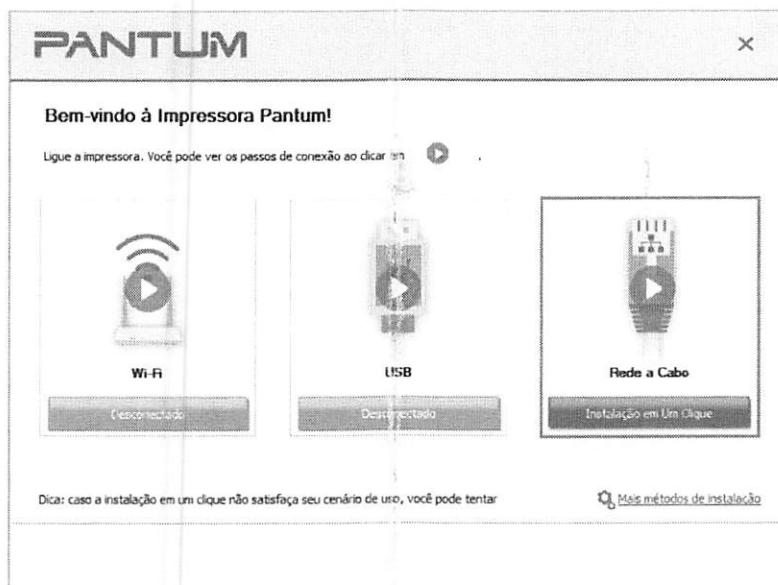 PANTUM
Bem-vindo à Impressora Pantum!
Ligue a impressora. Você pode ver os passos de conexão ao clicar em .
Wi-Fi
USB
Rede a Cabo
Desconectado
Desconectado
Instalação em Um Clique
Dica: caso a instalação em um clique não satisfaça seu cenário de uso, você pode tentar
Mais métodos de instalação